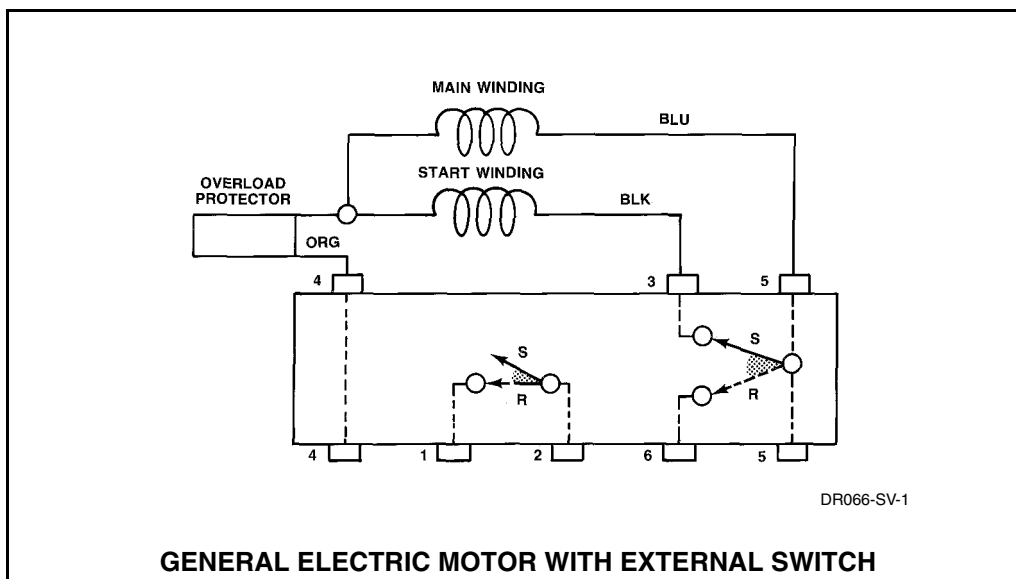 MAIN WINDING
BLU
START WINDING
OVERLOAD
PROTECTOR
BLK
ORG
4
3
5
S
S
R
R
4
1
2
6
5
DR066-SV-1
GENERAL ELECTRIC MOTOR WITH EXTERNAL SWITCH